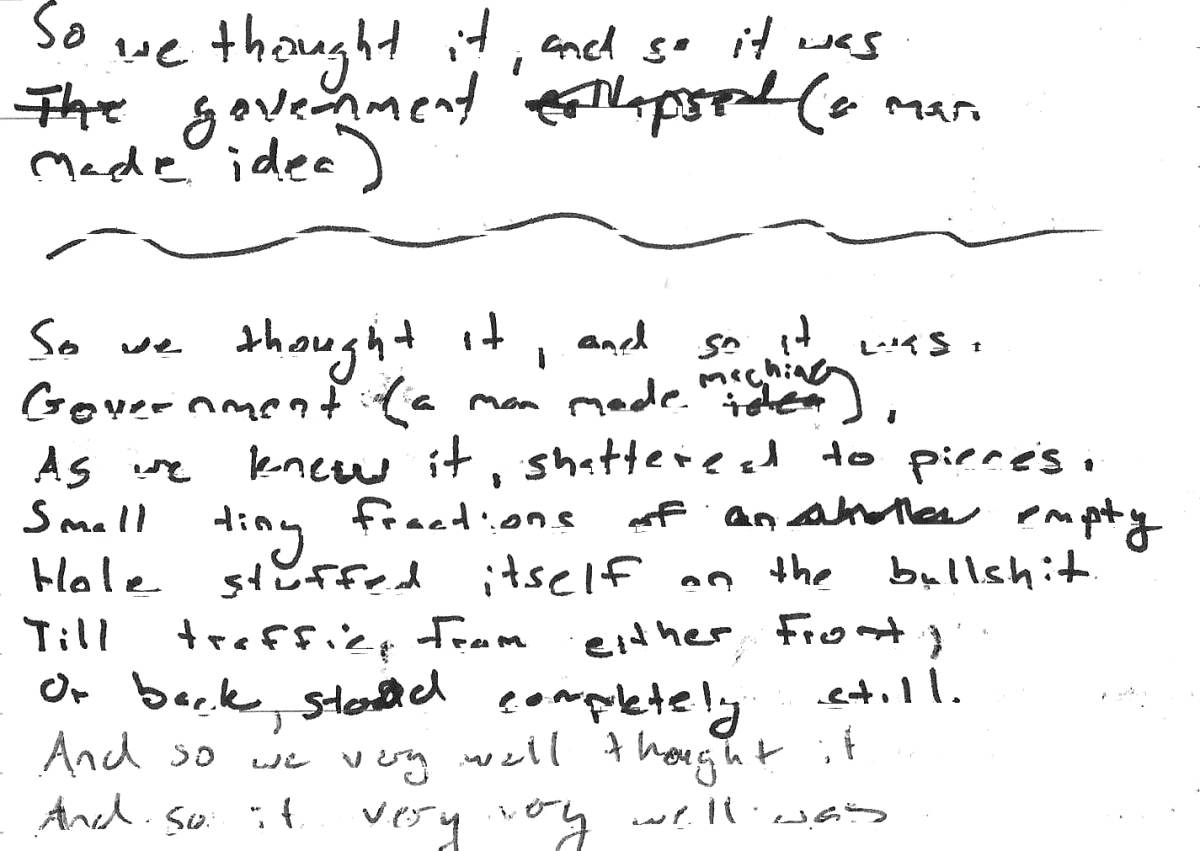 So we thought it, and so it was
The government collapsed (a man
made idea)
So we thought it, and so it was.
Government (a man made idea machine),
As we knew it, shattered to pieces.
Small tiny fractions of an empty
Hole stuffed itself on the bullshit
Till traffic, from either front,
Or back, stood completely still.
And so we very well thought it
And so it very very well was